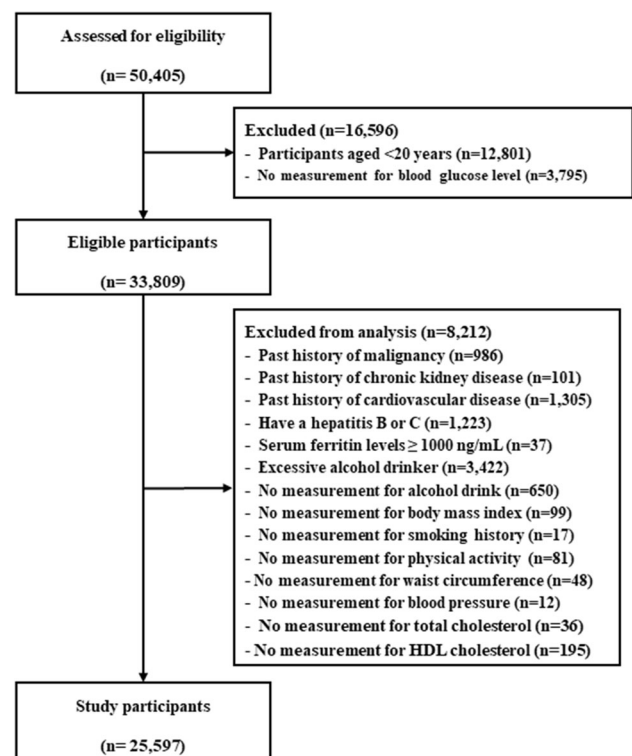 Assessed for eligibility
(n= 50,405)
Excluded (n=16,596)
- Participants aged <20 years (n=12,801)
- No measurement for blood glucose level (n=3,795)
Eligible participants
(n= 33,809)
Excluded from analysis (n=8,212)
- Past history of malignancy (n=986)
- Past history of chronic kidney disease (n=101)
- Past history of cardiovascular disease (n=1,305)
- Have a hepatitis B or C (n=1,223)
- Serum ferritin levels ≥ 1000 ng/mL (n=37)
- Excessive alcohol drinker (n=3,422)
- No measurement for alcohol drink (n=650)
- No measurement for body mass index (n=99)
- No measurement for smoking history (n=17)
- No measurement for physical activity (n=81)
- No measurement for waist circumference (n=48)
- No measurement for blood pressure (n=12)
- No measurement for total cholesterol (n=36)
- No measurement for HDL cholesterol (n=195)
Study participants
(n= 25,597)